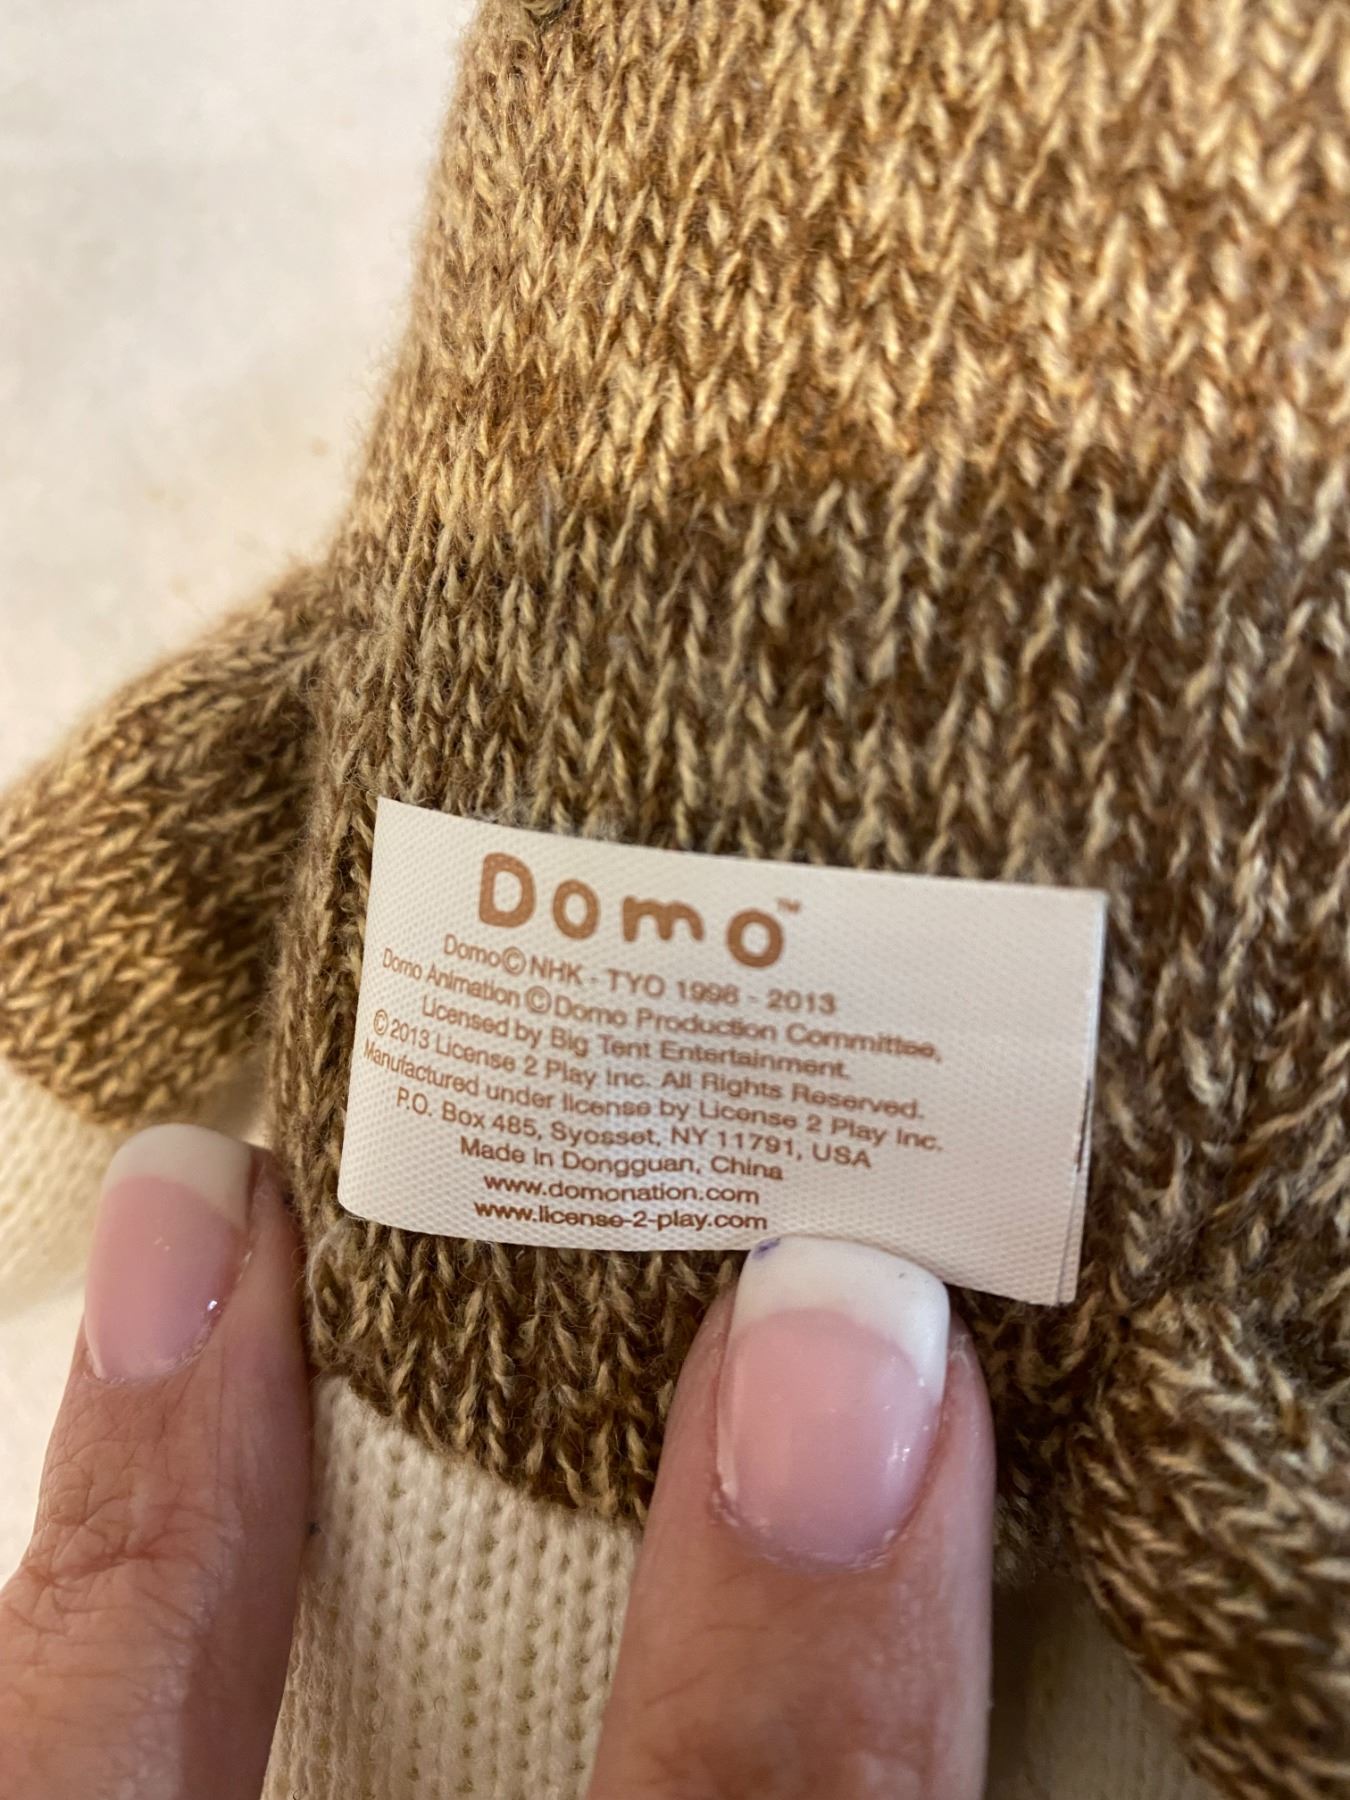 Domo™
Domo© NHK - TYO 1998 - 2013
Domo Animation © Domo Production Committee,
Licensed by Big Tent Entertainment.
© 2013 License 2 Play Inc. All Rights Reserved.
Manufactured under license by License 2 Play Inc.
P.O. Box 485, Syosset, NY 11791, USA
Made in Dongguan, China
www.domonation.com
www.license-2-play.com